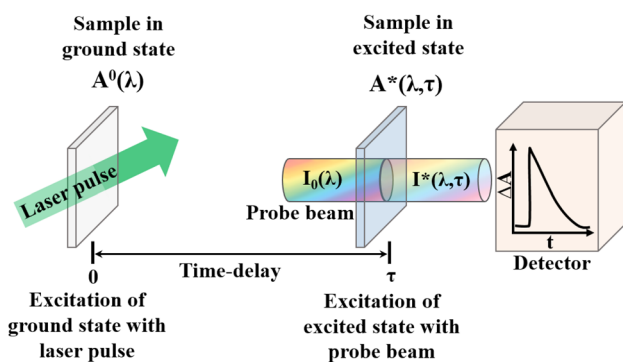 Sample in
ground state
A⁰(λ)
Sample in
excited state
A*(λ,τ)
Laser pulse
I₀(λ)
I*(λ,τ)
Probe beam
ΔA
t
Detector
0
Time-delay
τ
Excitation of
ground state with
laser pulse
Excitation of
excited state with
probe beam